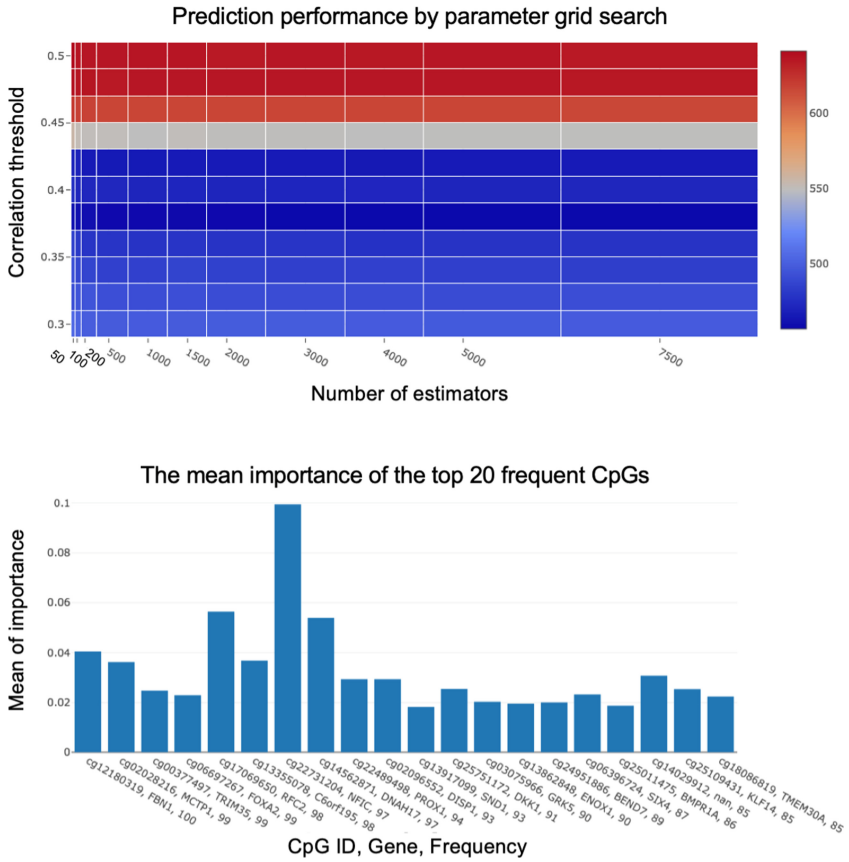 Prediction performance by parameter grid search
Correlation threshold
0.5
0.45
0.4
0.35
0.3
600
550
500
50
100
200
500
1000
1500
2000
3000
4000
5000
7500
Number of estimators
The mean importance of the top 20 frequent CpGs
Mean of importance
0.1
0.08
0.06
0.04
0.02
0
cg12180319, FBN1, 100
cg02028216, MCTP1, 99
cg00377497, TRIM35, 99
cg06697267, FOXA2, 99
cg17069650, RFC2, 98
cg13355078, C6orf195, 98
cg22731204, NFIC, 97
cg14562871, DNAH17, 97
cg22489498, PROX1, 94
cg02096552, DISP1, 93
cg13917099, SND1, 93
cg25751172, DKK1, 91
cg03075966, GRK5, 90
cg13862848, ENOX1, 90
cg24951886, BEND7, 89
cg06396724, SIX4, 87
cg25011475, BMPR1A, 86
cg14029912, nan, 85
cg25109431, KLF14, 85
cg18086819, TMEM30A, 85
CpG ID, Gene, Frequency